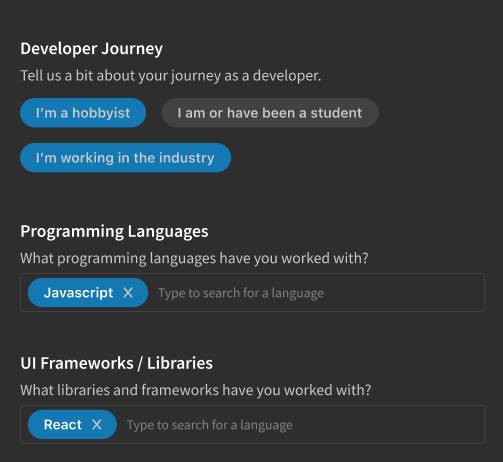 Developer Journey
Tell us a bit about your journey as a developer.
I'm a hobbyist I am or have been a student
I'm working in the industry
Programming Languages
What programming languages have you worked with?
Javascript X Type to search for a language
UI Frameworks / Libraries
What libraries and frameworks have you worked with?
React X Type to search for a language